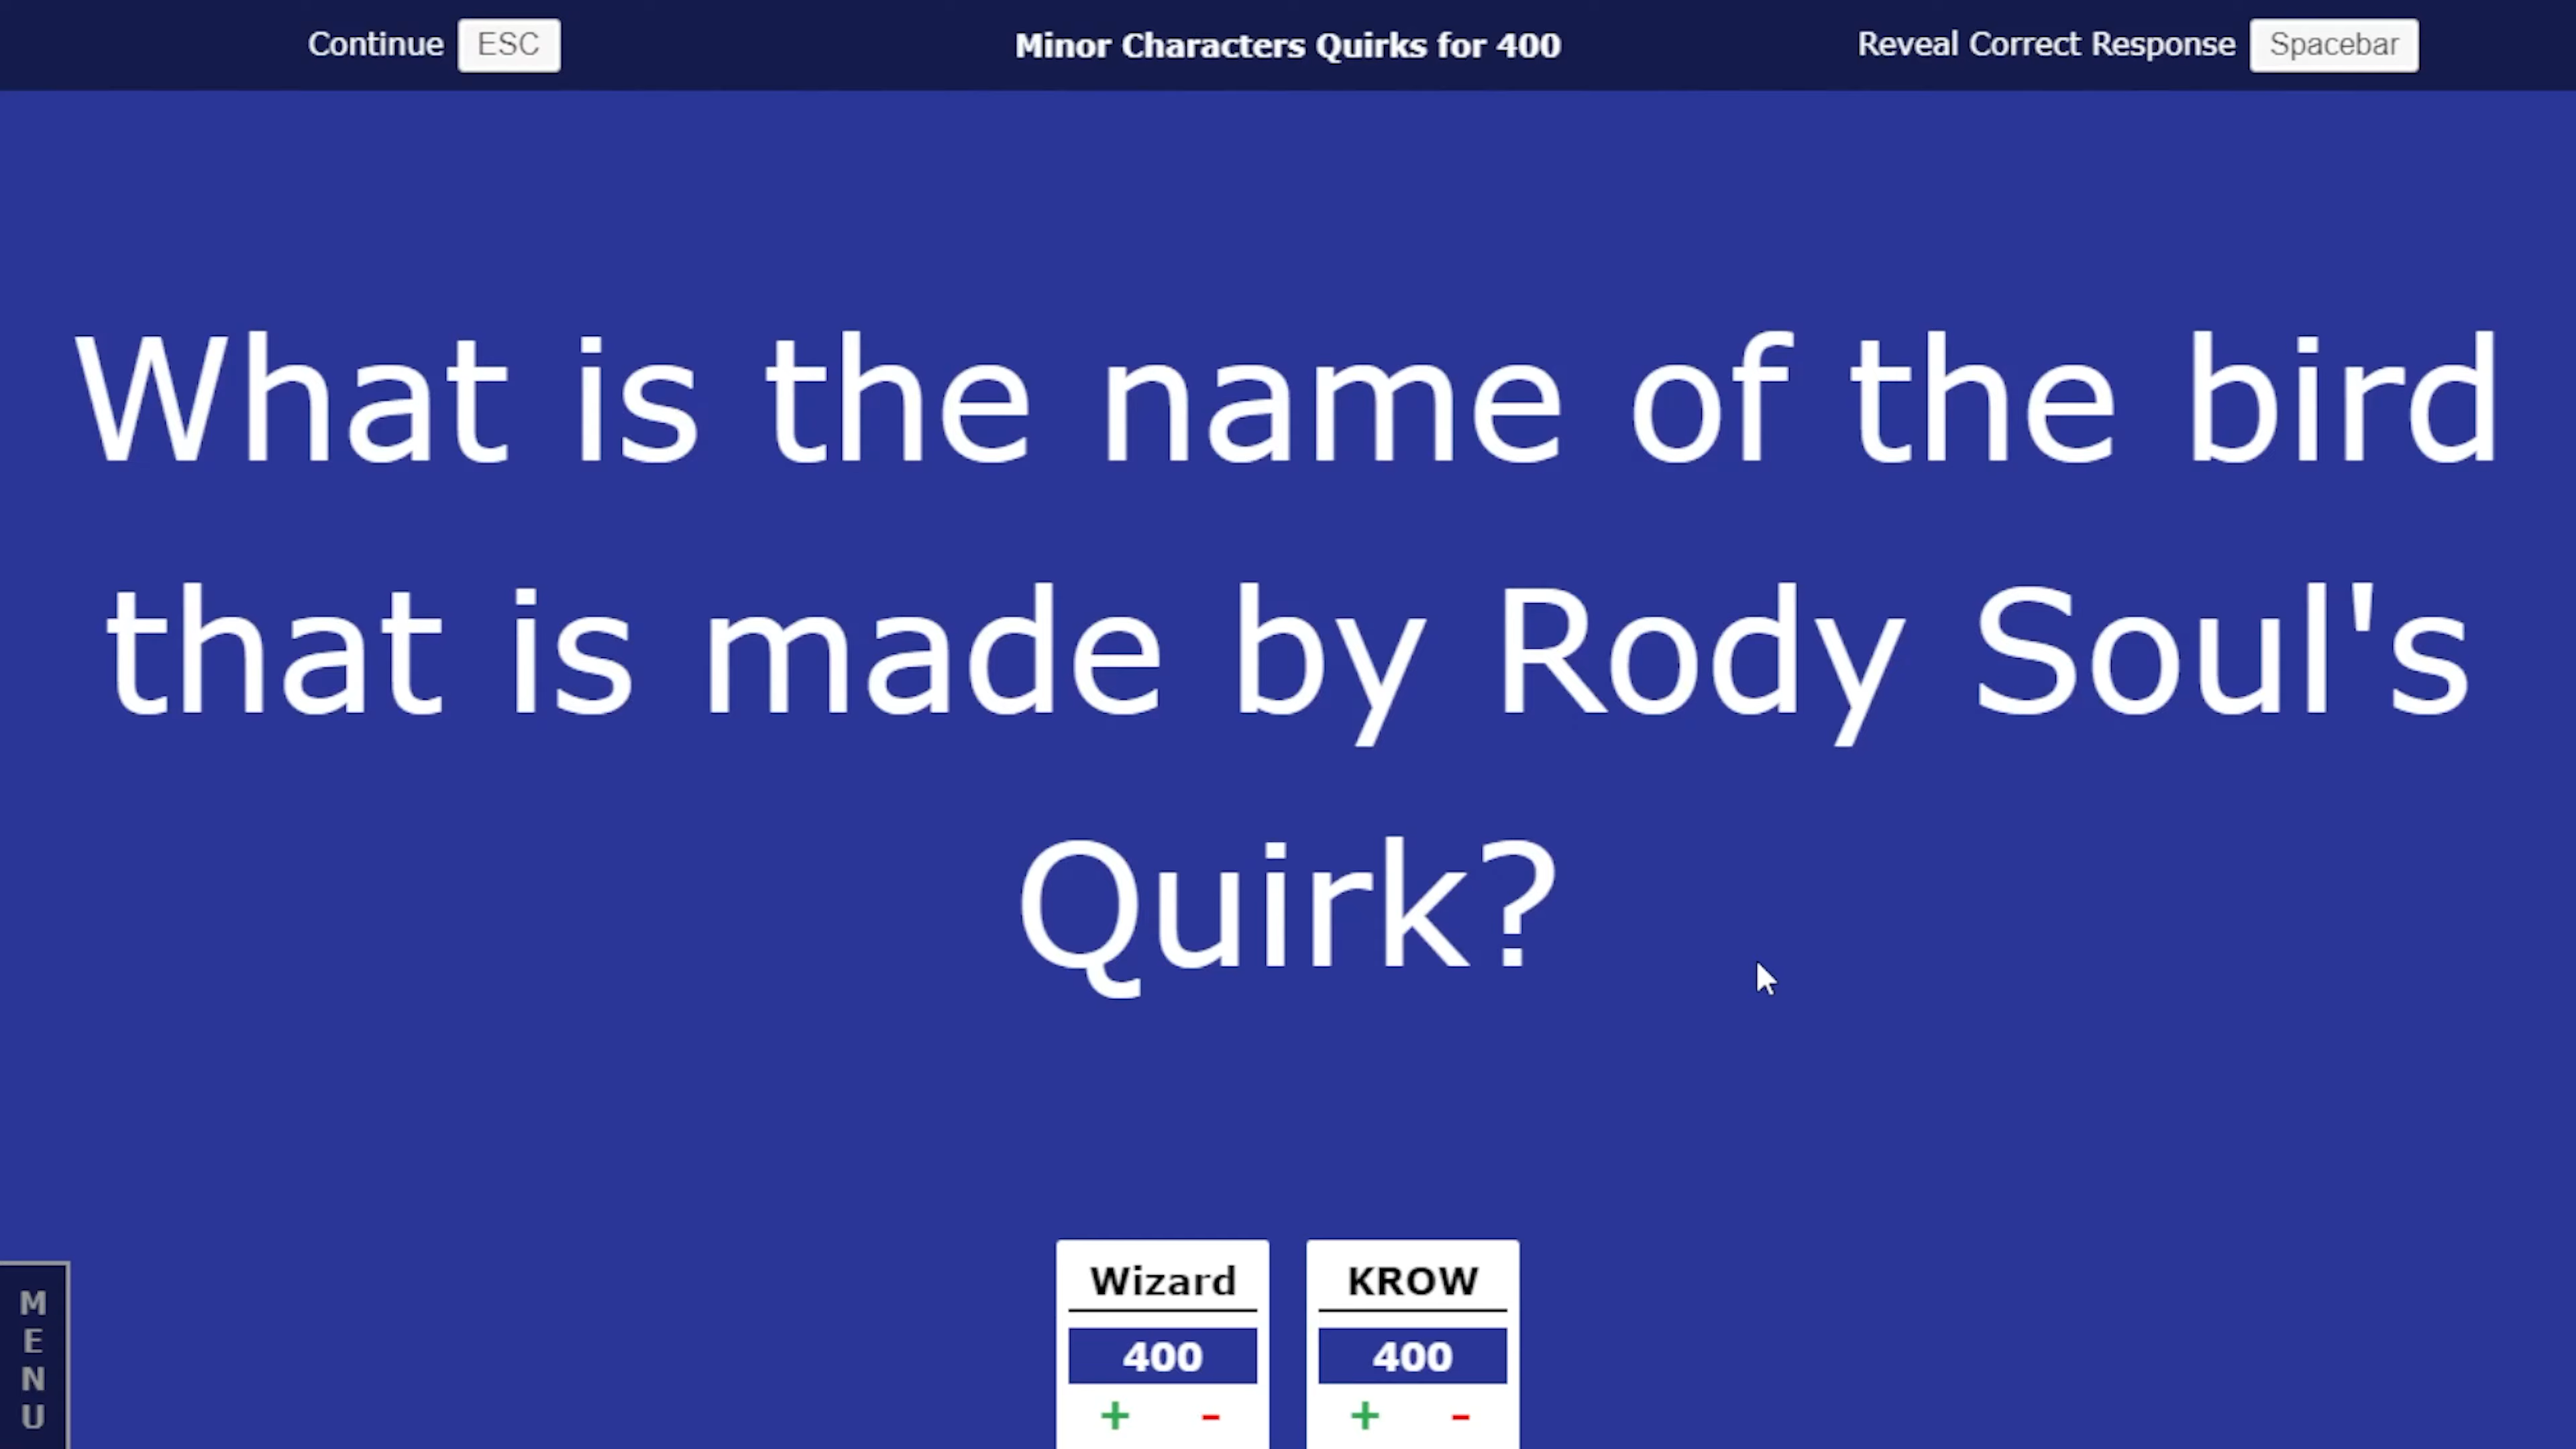 Continue ESC
Minor Characters Quirks for 400
Reveal Correct Response Spacebar
What is the name of the bird
that is made by Rody Soul's
Quirk?
MENU
Wizard
400
+ -
KROW
400
+ -